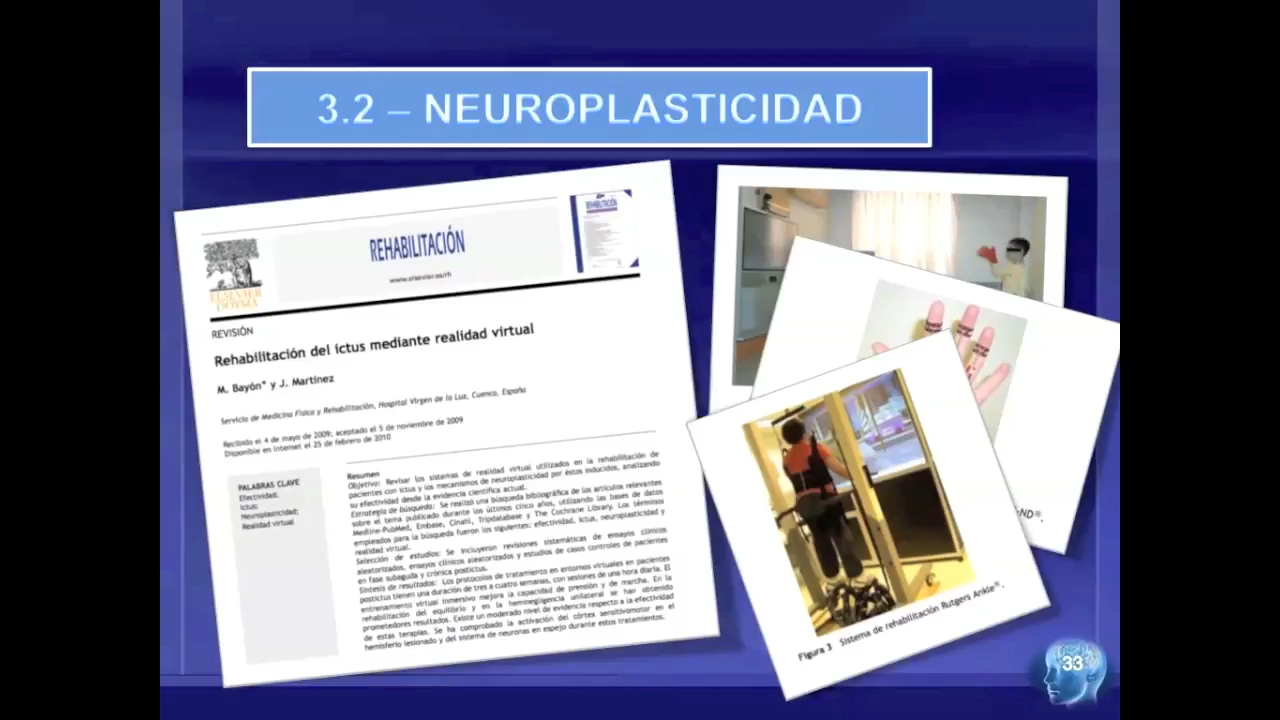 3.2 – NEUROPLASTICIDAD
ELSEVIER
DOYMA
REHABILITACIÓN
www.elsevier.es/rh
REHABILITACIÓN
REVISIÓN
Rehabilitación del ictus mediante realidad virtual
M. Bayón* y J. Martínez
Servicio de Medicina Física y Rehabilitación, Hospital Virgen de la Luz, Cuenca, España
Recibido el 4 de mayo de 2009; aceptado el 5 de noviembre de 2009
Disponible en Internet el 25 de febrero de 2010
PALABRAS CLAVE
Efectividad;
Ictus;
Neuroplasticidad;
Realidad virtual
Resumen
Objetivo: Revisar los sistemas de realidad virtual utilizados en la rehabilitación de
pacientes con ictus y los mecanismos de neuroplasticidad por éstos inducidos, analizando
su efectividad desde la evidencia científica actual.
Estrategia de búsqueda: Se realizó una búsqueda bibliográfica de los artículos relevantes
sobre el tema publicado durante los últimos cinco años, utilizando las bases de datos
Medline-PubMed, Embase, Cinahl, Tripdatabase y The Cochrane Library. Los términos
empleados para la búsqueda fueron los siguientes: efectividad, ictus, neuroplasticidad y
realidad virtual.
Selección de estudios: Se incluyeron revisiones sistemáticas de ensayos clínicos
aleatorizados, ensayos clínicos aleatorizados y estudios de casos controles de pacientes
en fase subaguda y crónica postictus.
Síntesis de resultados: Los protocolos de tratamiento en entornos virtuales en pacientes
postictus tienen una duración de tres a cuatro semanas, con sesiones de una hora diaria. El
entrenamiento virtual inmersivo mejora la capacidad de prensión y de marcha. En la
rehabilitación del equilibrio y en la heminegligencia unilateral se han obtenido
prometedores resultados. Existe un moderado nivel de evidencia respecto a la efectividad
de estas terapias. Se ha comprobado la activación del córtex sensitivomotor en el
hemisferio lesionado y del sistema de neuronas en espejo durante estos tratamientos.
ND®.
Figura 3 Sistema de rehabilitación Rutgers Ankle®.
33